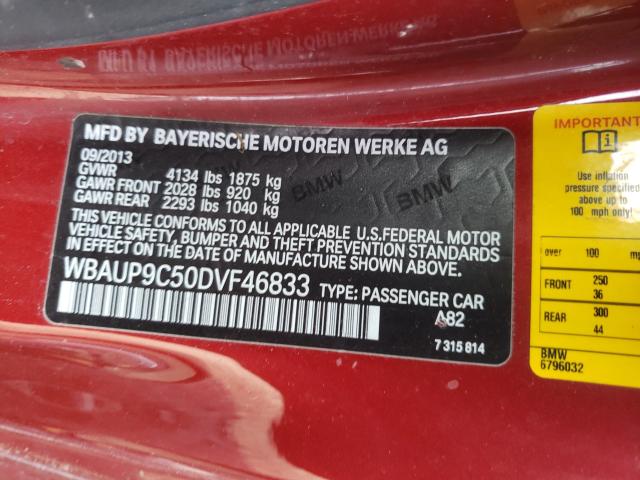 MFD BY BAYERISCHE MOTOREN WERKE AG
09/2013
GVWR 4134 lbs 1875 kg
GAWR FRONT 2028 lbs 920 kg
GAWR REAR 2293 lbs 1040 kg
THIS VEHICLE CONFORMS TO ALL APPLICABLE U.S.FEDERAL MOTOR
VEHICLE SAFETY, BUMPER AND THEFT PREVENTION STANDARDS
IN EFFECT ON THE DATE OF MANUFACTURE SHOWN ABOVE.
WBAUP9C50DVF46833 TYPE: PASSENGER CAR
A82
7 315 814
BMW
BMW
IMPORTANT
Use inflation
pressure specified
above up to
100 mph only!
over 100 mp
FRONT 250
36
REAR 300
44
BMW
6796032